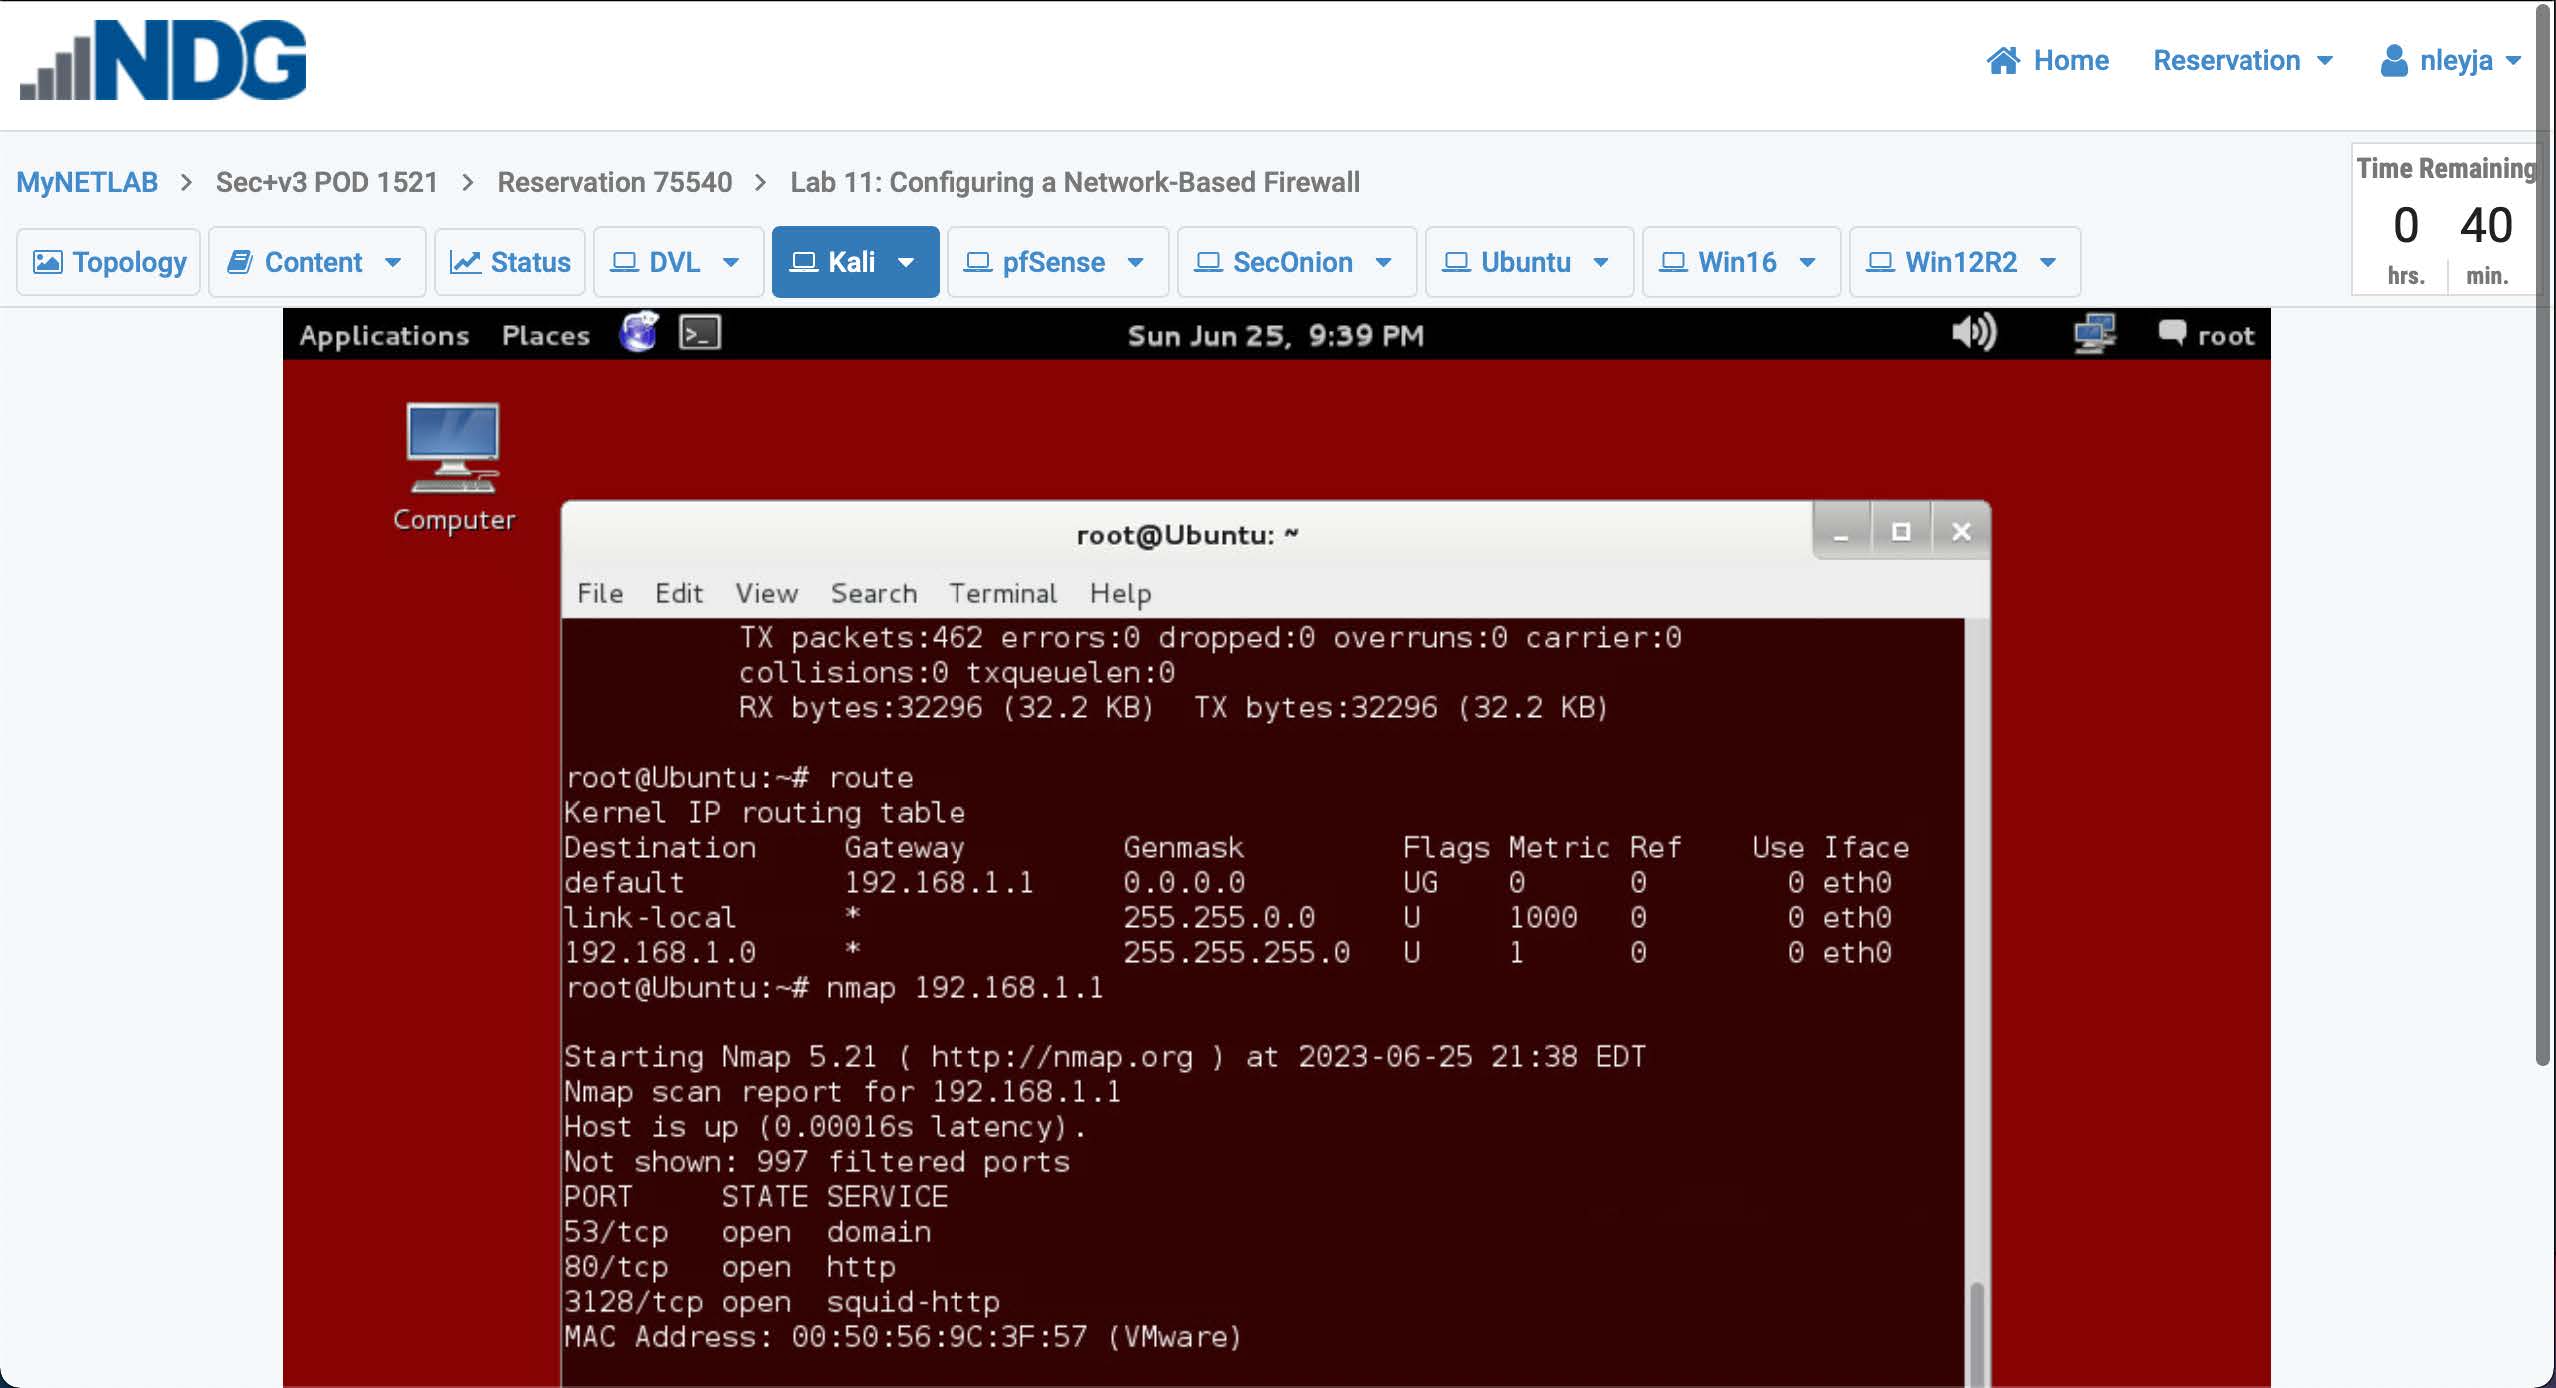 NDG
Home Reservation nleyja
MyNETLAB > Sec+v3 POD 1521 > Reservation 75540 > Lab 11: Configuring a Network-Based Firewall
Time Remaining
0 40
hrs. min.
Topology Content Status DVL Kali pfSense SecOnion Ubuntu Win16 Win12R2
Applications Places >_ Sun Jun 25, 9:39 PM root
Computer
root@Ubuntu: ~
File Edit View Search Terminal Help
TX packets:462 errors:0 dropped:0 overruns:0 carrier:0
collisions:0 txqueuelen:0
RX bytes:32296 (32.2 KB) TX bytes:32296 (32.2 KB)
root@Ubuntu:~# route
Kernel IP routing table
Destination Gateway Genmask Flags Metric Ref Use Iface
default 192.168.1.1 0.0.0.0 UG 0 0 0 eth0
link-local * 255.255.0.0 U 1000 0 0 eth0
192.168.1.0 * 255.255.255.0 U 1 0 0 eth0
root@Ubuntu:~# nmap 192.168.1.1
Starting Nmap 5.21 ( http://nmap.org ) at 2023-06-25 21:38 EDT
Nmap scan report for 192.168.1.1
Host is up (0.00016s latency).
Not shown: 997 filtered ports
PORT STATE SERVICE
53/tcp open domain
80/tcp open http
3128/tcp open squid-http
MAC Address: 00:50:56:9C:3F:57 (VMware)